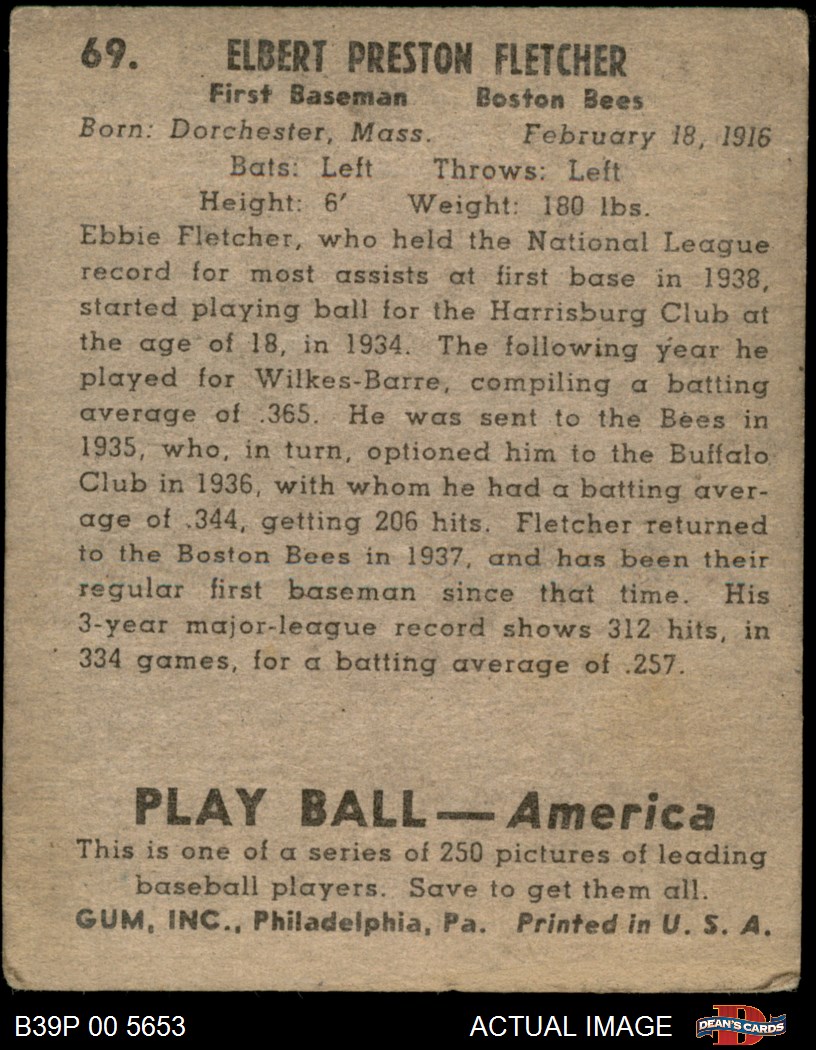 69. ELBERT PRESTON FLETCHER
First Baseman Boston Bees
Born: Dorchester, Mass. February 18, 1916
Bats: Left Throws: Left
Height: 6′ Weight: 180 lbs.
Ebbie Fletcher, who held the National League
record for most assists at first base in 1938,
started playing ball for the Harrisburg Club at
the age of 18, in 1934. The following year he
played for Wilkes-Barre, compiling a batting
average of .365. He was sent to the Bees in
1935, who, in turn, optioned him to the Buffalo
Club in 1936, with whom he had a batting aver-
age of .344, getting 206 hits. Fletcher returned
to the Boston Bees in 1937, and has been their
regular first baseman since that time. His
3-year major-league record shows 312 hits, in
334 games, for a batting average of .257.
PLAY BALL — America
This is one of a series of 250 pictures of leading
baseball players. Save to get them all.
GUM, INC., Philadelphia, Pa. Printed in U. S. A.
B39P 00 5653 ACTUAL IMAGE D DEAN'S CARDS